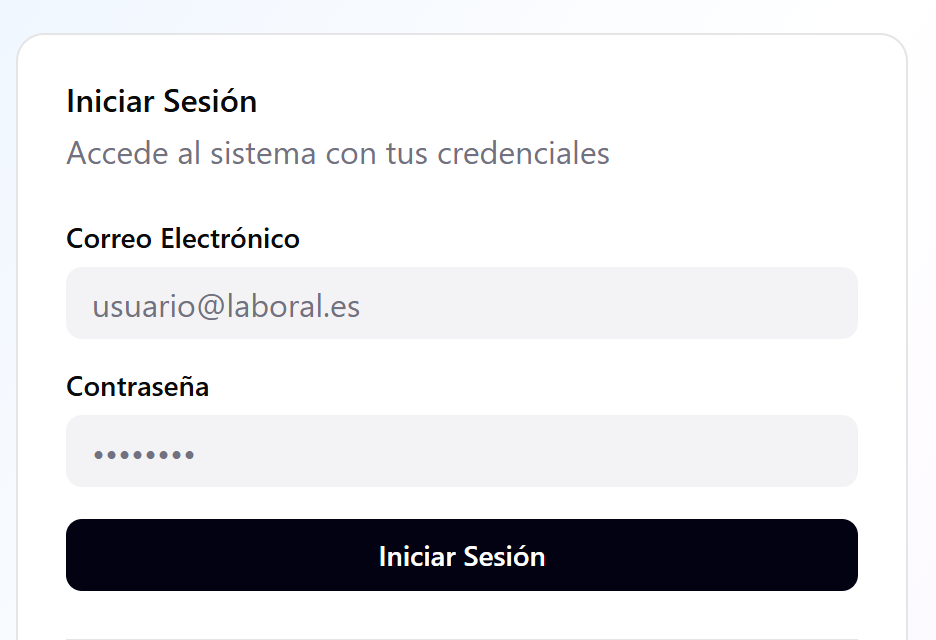 Iniciar Sesión
Accede al sistema con tus credenciales
Correo Electrónico
usuario@laboral.es
Contraseña
••••••••
Iniciar Sesión